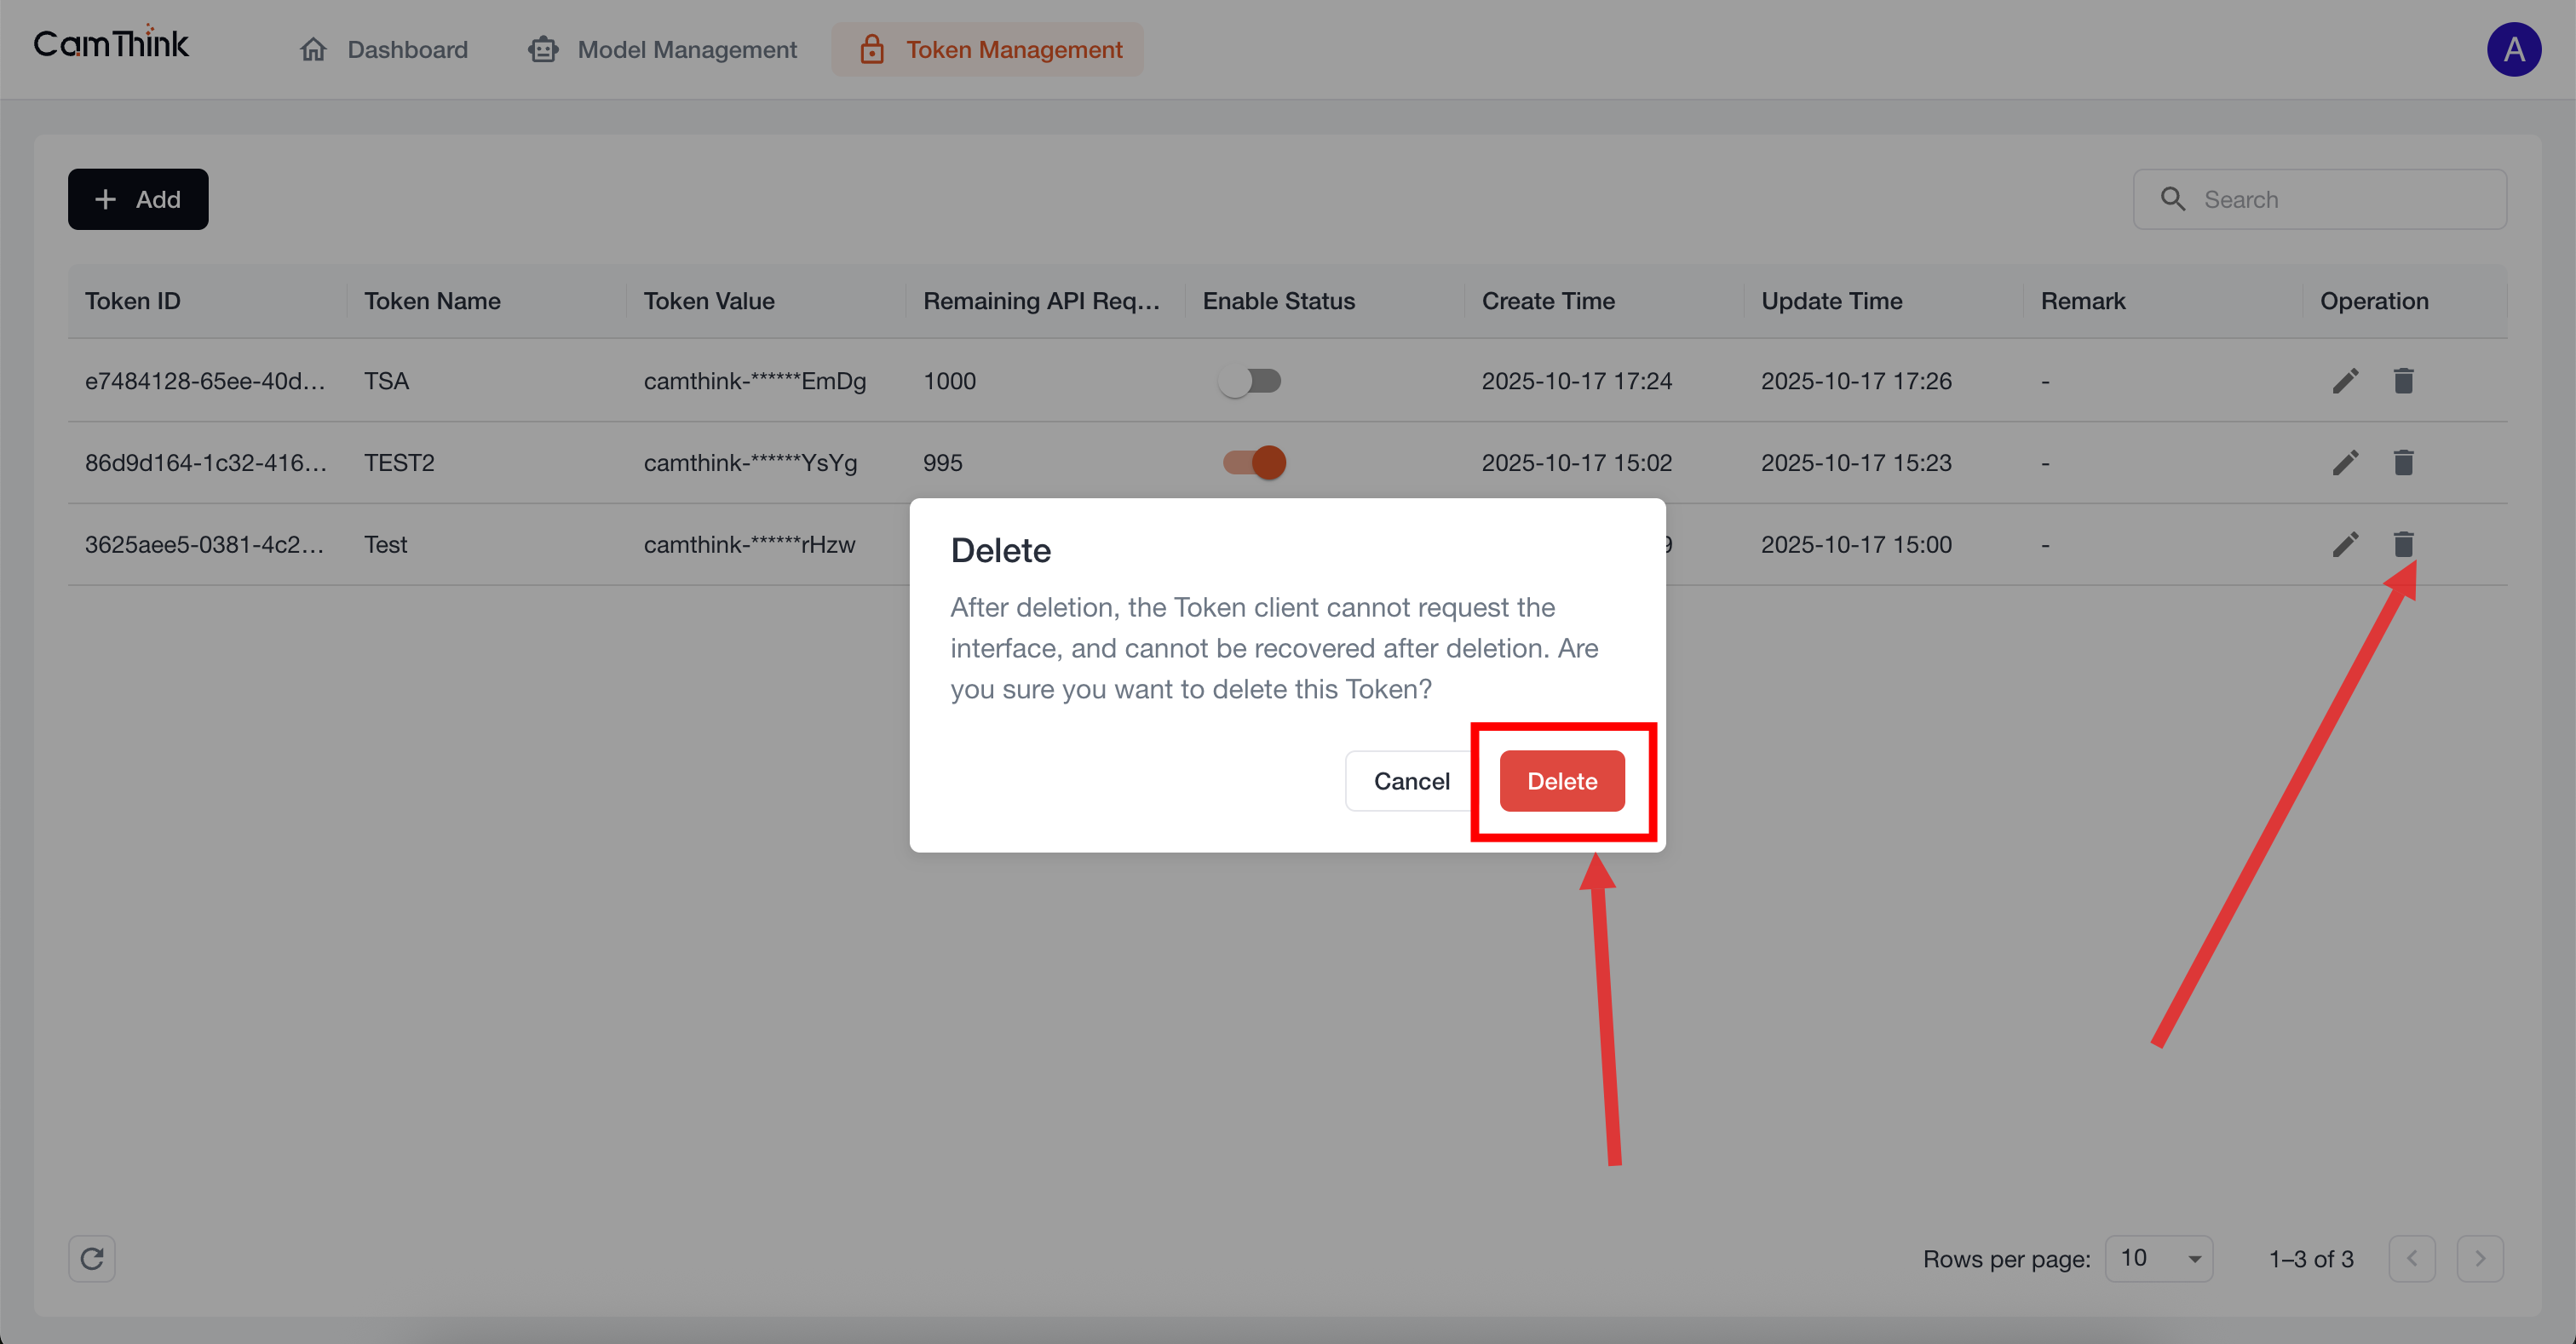 CamThink
Dashboard
Model Management
Token Management
A
+ Add
Search
Token ID
Token Name
Token Value
Remaining API Req...
Enable Status
Create Time
Update Time
Remark
Operation
e7484128-65ee-40d... TSA camthink-******EmDg 1000 2025-10-17 17:24 2025-10-17 17:26 -
86d9d164-1c32-416... TEST2 camthink-******YsYg 995 2025-10-17 15:02 2025-10-17 15:23 -
3625aee5-0381-4c2... Test camthink-******rHzw 9 2025-10-17 15:00 -
Delete
After deletion, the Token client cannot request the
interface, and cannot be recovered after deletion. Are
you sure you want to delete this Token?
Cancel
Delete
Rows per page: 10 1–3 of 3